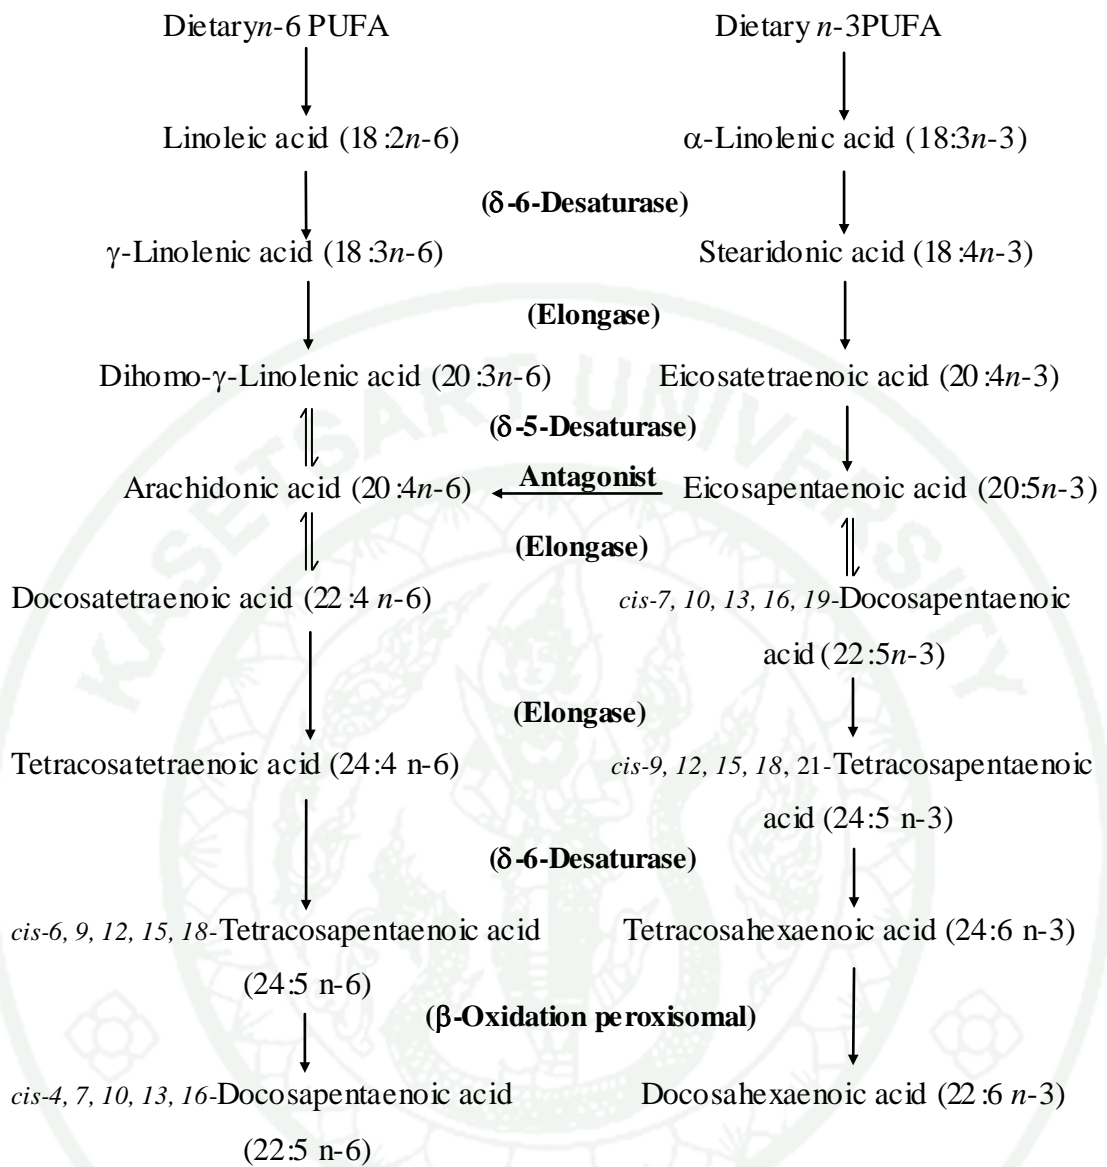 Dietaryn-6 PUFA
Dietary n-3PUFA
Linoleic acid (18:2n-6)
α-Linolenic acid (18:3n-3)
(δ-6-Desaturase)
γ-Linolenic acid (18:3n-6)
Stearidonic acid (18:4n-3)
(Elongase)
Dihomo-γ-Linolenic acid (20:3n-6)
Eicosatetraenoic acid (20:4n-3)
(δ-5-Desaturase)
Arachidonic acid (20:4n-6)
Antagonist
Eicosapentaenoic acid (20:5n-3)
(Elongase)
Docosatetraenoic acid (22:4 n-6)
cis-7, 10, 13, 16, 19-Docosapentaenoic
acid (22:5n-3)
(Elongase)
Tetracosatetraenoic acid (24:4 n-6)
cis-9, 12, 15, 18, 21-Tetracosapentaenoic
acid (24:5 n-3)
(δ-6-Desaturase)
cis-6, 9, 12, 15, 18-Tetracosapentaenoic acid
(24:5 n-6)
Tetracosahexaenoic acid (24:6 n-3)
(β-Oxidation peroxisomal)
cis-4, 7, 10, 13, 16-Docosapentaenoic acid
(22:5 n-6)
Docosahexaenoic acid (22:6 n-3)
KASETSART UNIVERSITY